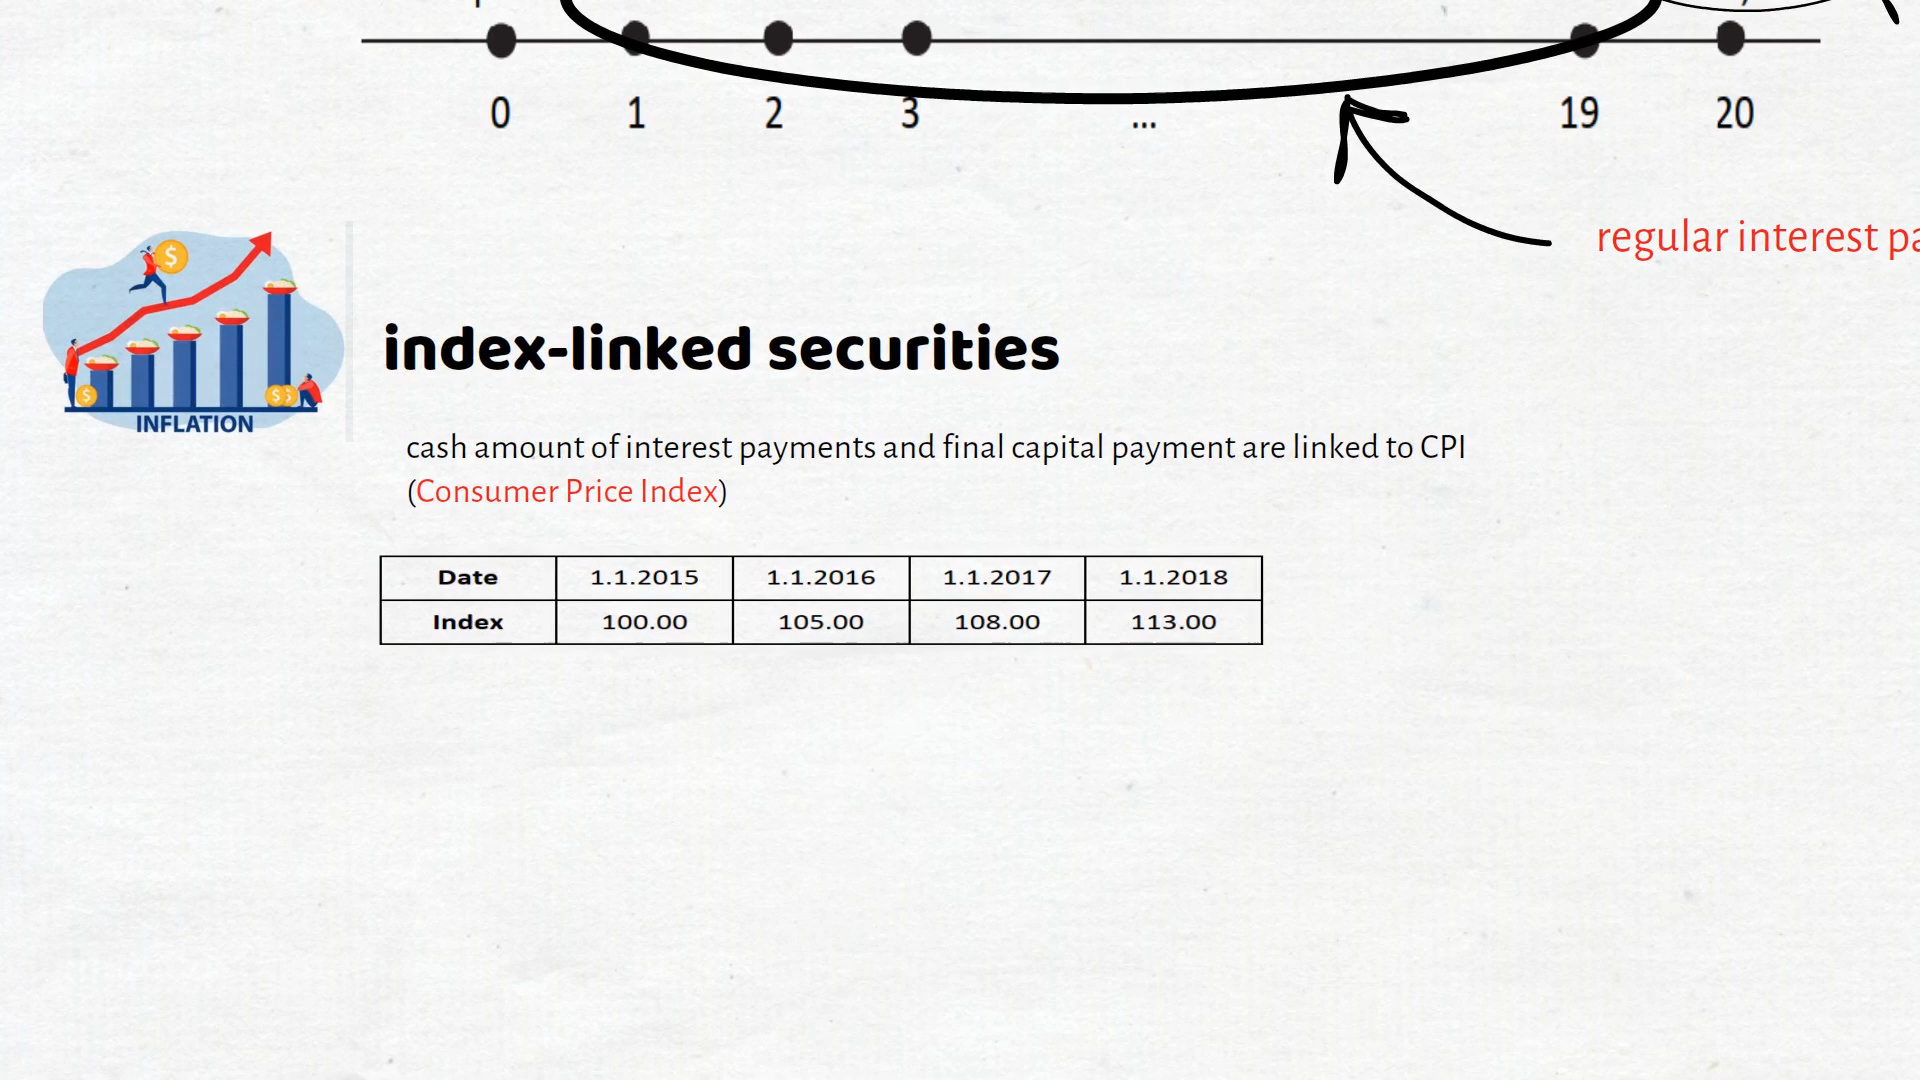 0 1 2 3 ... 19 20
regular interest
INFLATION
index-linked securities
cash amount of interest payments and final capital payment are linked to CPI
(Consumer Price Index)
Date 1.1.2015 1.1.2016 1.1.2017 1.1.2018
Index 100.00 105.00 108.00 113.00